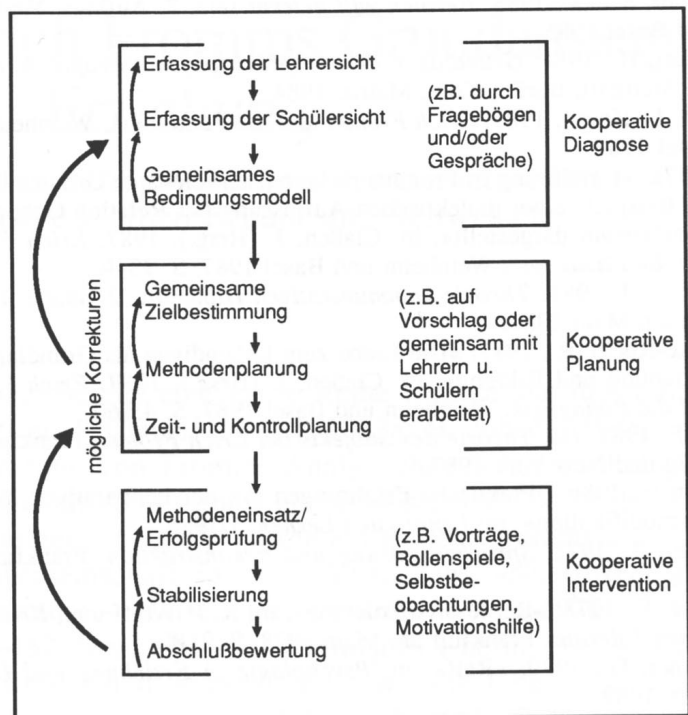 Erfassung der Lehrersicht
Erfassung der Schülersicht
Gemeinsames
Bedingungsmodell
(zB. durch
Fragebögen
und/oder
Gespräche)
Kooperative
Diagnose
mögliche Korrekturen
Gemeinsame
Zielbestimmung
Methodenplanung
Zeit- und Kontrollplanung
(z.B. auf
Vorschlag oder
gemeinsam mit
Lehrern u.
Schülern
erarbeitet)
Kooperative
Planung
Methodeneinsatz/
Erfolgsprüfung
Stabilisierung
Abschlußbewertung
(z.B. Vorträge,
Rollenspiele,
Selbstbe-
obachtungen,
Motivationshilfe)
Kooperative
Intervention